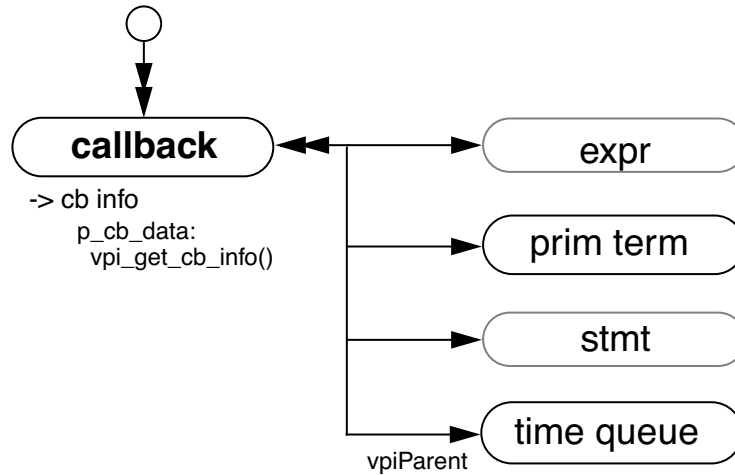 callback
-> cb info
p_cb_data:
vpi_get_cb_info()
expr
prim term
stmt
time queue
vpiParent